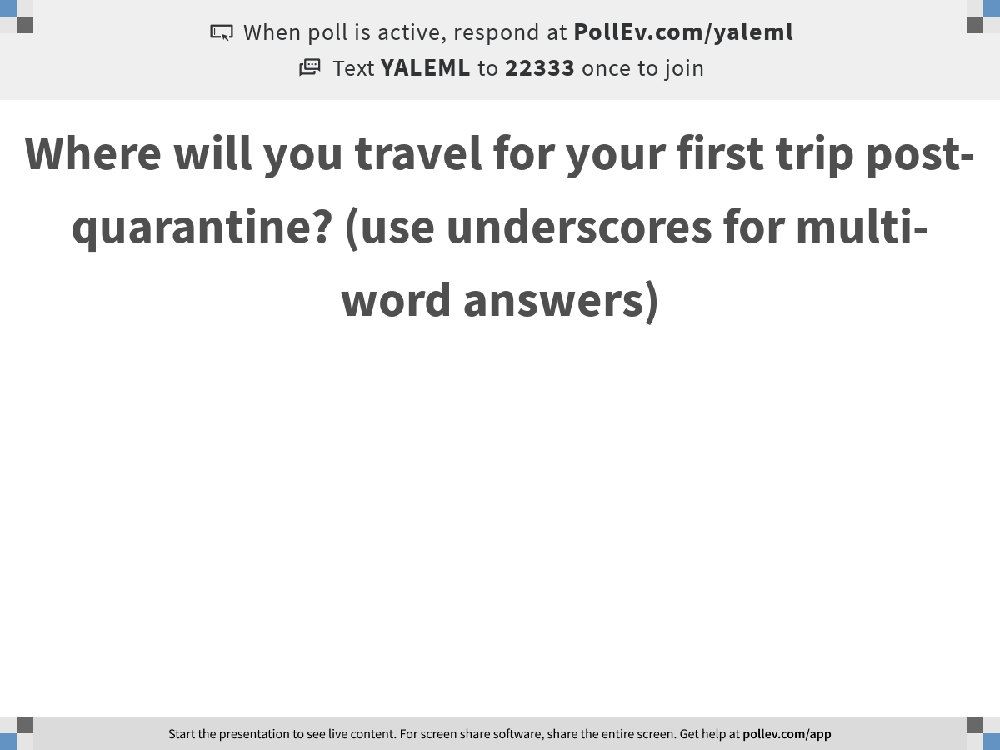 When poll is active, respond at PollEv.com/yaleml
Text YALEML to 22333 once to join
Where will you travel for your first trip post-
quarantine? (use underscores for multi-
word answers)
Start the presentation to see live content. For screen share software, share the entire screen. Get help at pollev.com/app